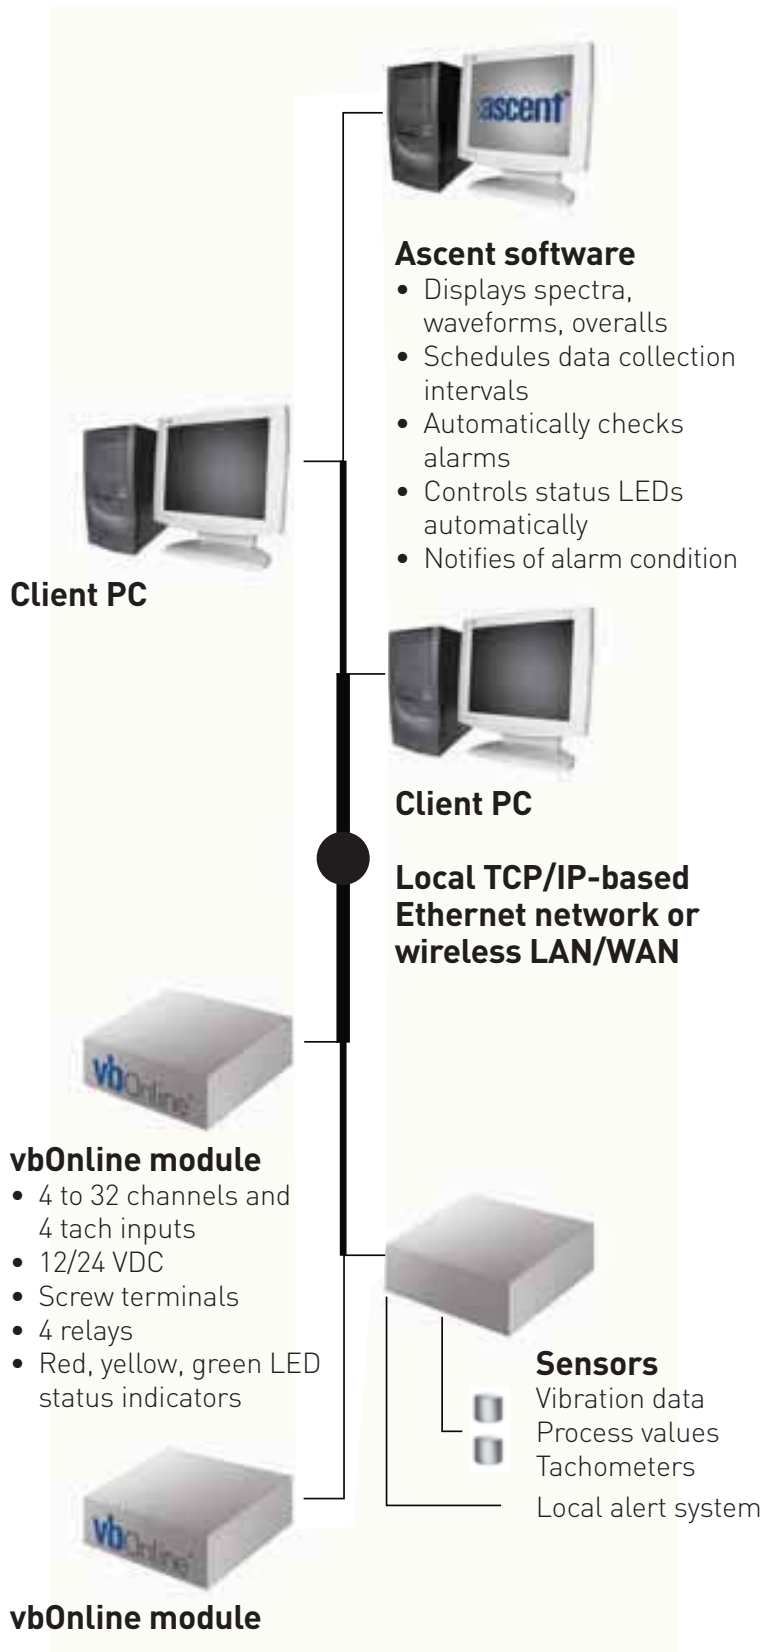 ascent
Ascent software
• Displays spectra,
waveforms, overalls
• Schedules data collection
intervals
• Automatically checks
alarms
• Controls status LEDs
automatically
• Notifies of alarm condition
Client PC
Client PC
Local TCP/IP-based
Ethernet network or
wireless LAN/WAN
vbOnline
vbOnline module
• 4 to 32 channels and
4 tach inputs
• 12/24 VDC
• Screw terminals
• 4 relays
• Red, yellow, green LED
status indicators
Sensors
Vibration data
Process values
Tachometers
Local alert system
vbOnline
vbOnline module